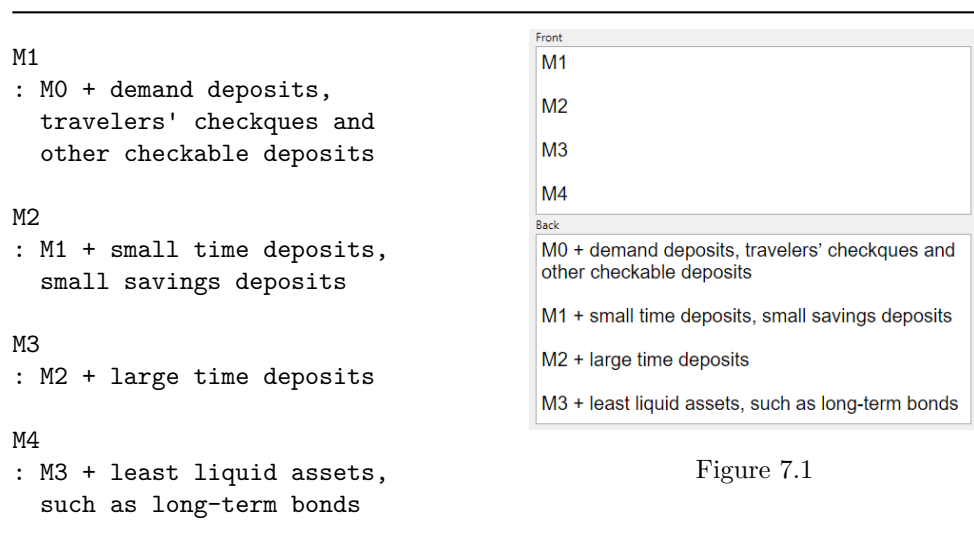 M1
: M0 + demand deposits,
travelers' checkques and
other checkable deposits
M2
: M1 + small time deposits,
small savings deposits
M3
: M2 + large time deposits
M4
: M3 + least liquid assets,
such as long-term bonds
Front
M1
M2
M3
M4
Back
M0 + demand deposits, travelers’ checkques and
other checkable deposits
M1 + small time deposits, small savings deposits
M2 + large time deposits
M3 + least liquid assets, such as long-term bonds
Figure 7.1